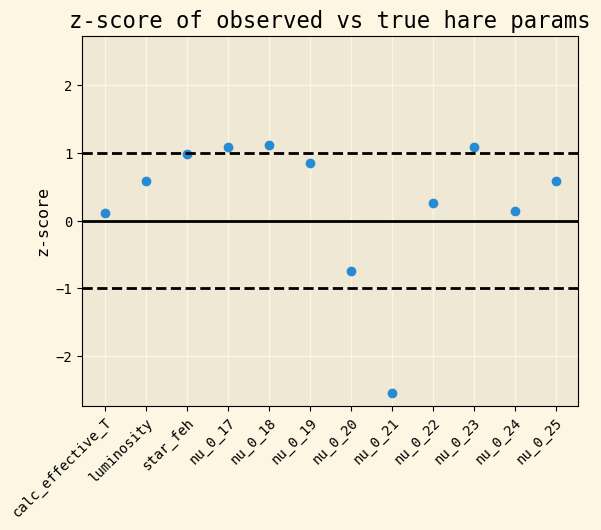 z-score of observed vs true hare params
z-score
2
1
0
−1
−2
calc_effective_T
luminosity
star_feh
nu_0_17
nu_0_18
nu_0_19
nu_0_20
nu_0_21
nu_0_22
nu_0_23
nu_0_24
nu_0_25